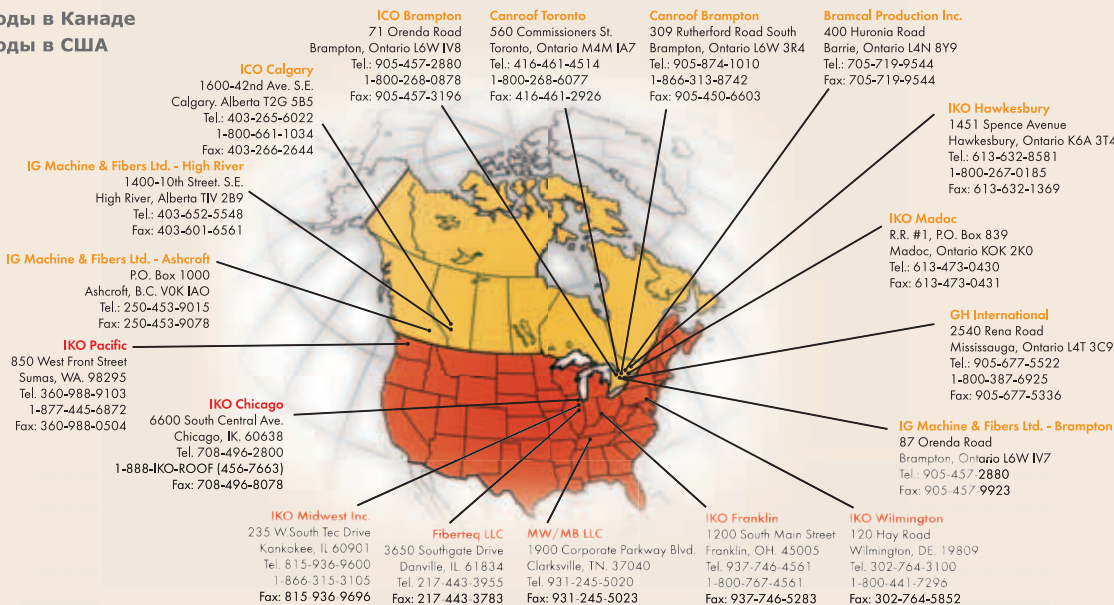 оды в Канаде
оды в США
ICO Brampton
71 Orenda Road
Brampton, Ontario L6W IV8
Tel.: 905-457-2880
1-800-268-0878
Fax: 905-457-3196
Canroof Toronto
560 Commissioners St.
Toronto, Ontario M4M IA7
Tel.: 416-461-4514
1-800-268-6077
Fax: 416-461-2926
Canroof Brampton
309 Rutherford Road South
Brampton, Ontario L6W 3R4
Tel.: 905-874-1010
1-866-313-8742
Fax: 905-450-6603
Bramcal Production Inc.
400 Huronia Road
Barrie, Ontario L4N 8Y9
Tel.: 705-719-9544
Fax: 705-719-9544
ICO Calgary
1600-42nd Ave. S.E.
Calgary. Alberta T2G 5B5
Tel.: 403-265-6022
1-800-661-1034
Fax: 403-266-2644
IKO Hawkesbury
1451 Spence Avenue
Hawkesbury, Ontario K6A 3T4
Tel.: 613-632-8581
1-800-267-0185
Fax: 613-632-1369
IG Machine & Fibers Ltd. - High River
1400-10th Street. S.E.
High River, Alberta TIV 2B9
Tel.: 403-652-5548
Fax: 403-601-6561
IKO Madoc
R.R. #1, P.O. Box 839
Madoc, Ontario KOK 2K0
Tel.: 613-473-0430
Fax: 613-473-0431
IG Machine & Fibers Ltd. - Ashcroft
P.O. Box 1000
Ashcroft, B.C. V0K IAO
Tel.: 250-453-9015
Fax: 250-453-9078
GH International
2540 Rena Road
Mississauga, Ontario L4T 3C9
Tel.: 905-677-5522
1-800-387-6925
Fax: 905-677-5336
IKO Pacific
850 West Front Street
Sumas, WA. 98295
Tel. 360-988-9103
1-877-445-6872
Fax: 360-988-0504
IKO Chicago
6600 South Central Ave.
Chicago, IK. 60638
Tel. 708-496-2800
1-888-IKO-ROOF (456-7663)
Fax: 708-496-8078
IG Machine & Fibers Ltd. - Brampton
87 Orenda Road
Brampton, Ontario L6W IV7
Tel.: 905-457-2880
Fax: 905-457-9923
IKO Midwest Inc.
235 W South Tec Drive
Kankakee, IL 60901
Tel. 815-936-9600
1-866-315-3105
Fax: 815-936-9696
Fiberteq LLC
3650 Southgate Drive
Danville, IL. 61834
Tel. 217-443-3955
Fax: 217-443-3783
MW/MB LLC
1900 Corporate Parkway Blvd.
Clarksville, TN. 37040
Tel. 931-245-5020
Fax: 931-245-5023
IKO Franklin
1200 South Main Street
Franklin, OH. 45005
Tel. 937-746-4561
1-800-767-4561
Fax: 937-746-5283
IKO Wilmington
120 Hay Road
Wilmington, DE. 19809
Tel. 302-764-3100
1-800-441-7296
Fax: 302-764-5852